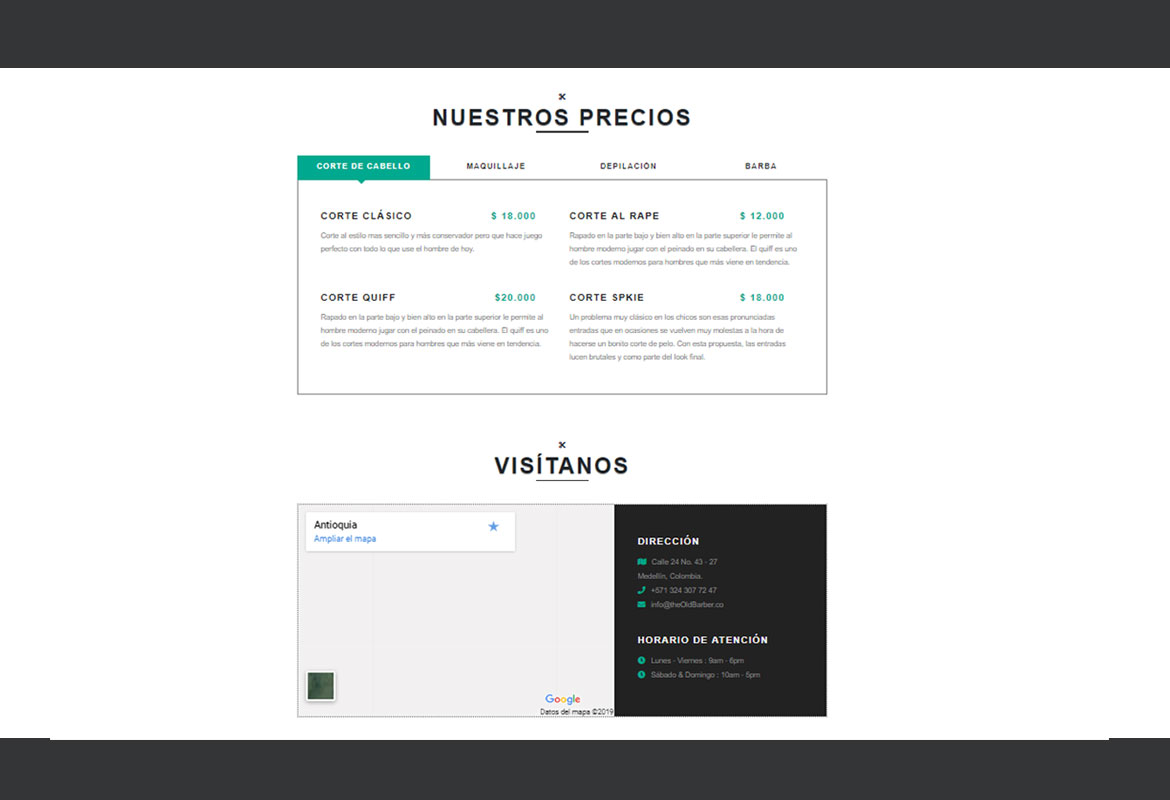 NUESTROS PRECIOS
CORTE DE CABELLO
MAQUILLAJE
DEPILACIÓN
BARBA
CORTE CLÁSICO
$ 18.000
Corte al estilo mas sencillo y más conservador pero que hace juego
perfecto con todo lo que use el hombre de hoy.
CORTE AL RAPE
$ 12.000
Rapado en la parte bajo y bien alto en la parte superior le permite al
hombre moderno jugar con el peinado en su cabellera. El quiff es uno
de los cortes modernos para hombres que más viene en tendencia.
CORTE QUIFF
$20.000
Rapado en la parte bajo y bien alto en la parte superior le permite al
hombre moderno jugar con el peinado en su cabellera. El quiff es uno
de los cortes modernos para hombres que más viene en tendencia.
CORTE SPKIE
$ 18.000
Un problema muy clásico en los chicos son esas pronunciadas
entradas que en ocasiones se vuelven muy molestas a la hora de
hacerse un bonito corte de pelo. Con esta propuesta, las entradas
lucen brutales y como parte del look final.
VISÍTANOS
Antioquia
Ampliar el mapa
Google
Datos del mapa ©2019
DIRECCIÓN
Calle 24 No. 43 - 27
Medellín, Colombia.
+571 324 307 72 47
info@theOldBarber.co
HORARIO DE ATENCIÓN
Lunes - Viernes : 9am - 6pm
Sábado & Domingo : 10am - 5pm